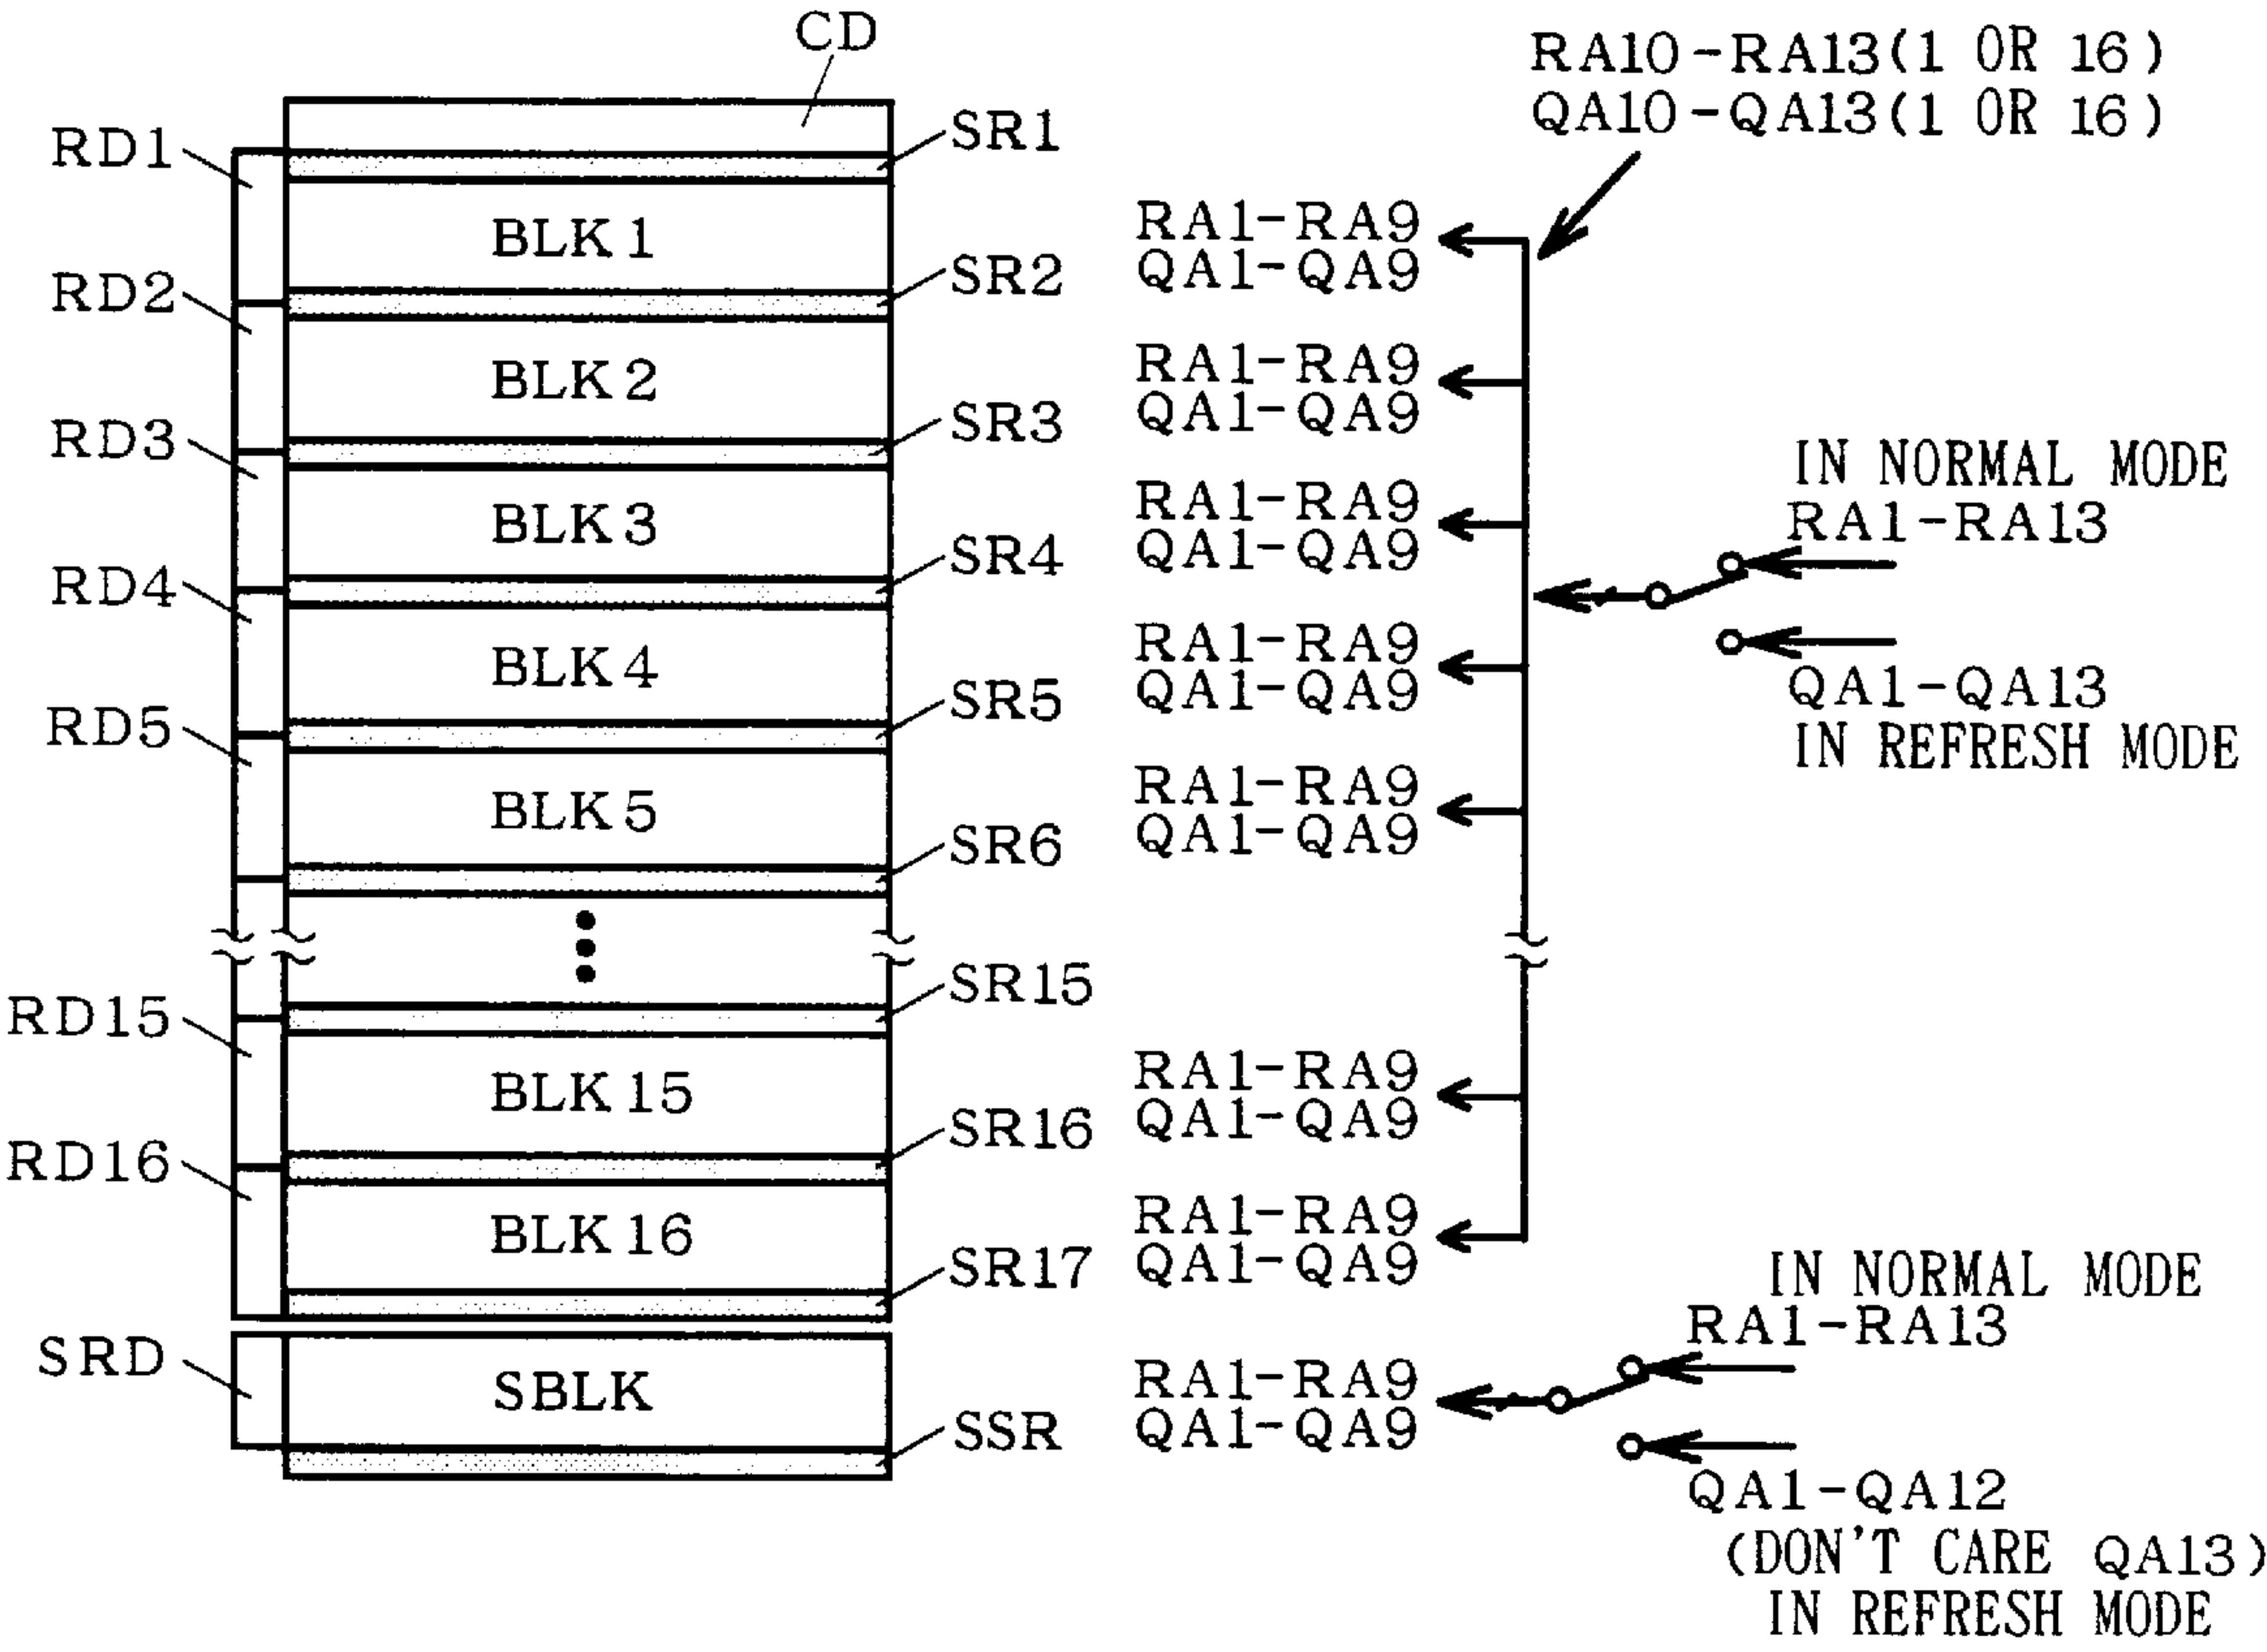 CD
RA10-RA13(1 OR 16)
QA10-QA13(1 OR 16)
RD1
SR1
BLK1
RA1-RA9
QA1-QA9
RD2
SR2
BLK2
RA1-RA9
QA1-QA9
RD3
SR3
BLK3
RA1-RA9
QA1-QA9
IN NORMAL MODE
RA1-RA13
RD4
SR4
BLK4
RA1-RA9
QA1-QA9
QA1-QA13
IN REFRESH MODE
RD5
SR5
BLK5
RA1-RA9
QA1-QA9
SR6
SR15
RD15
BLK15
RA1-RA9
QA1-QA9
SR16
RD16
BLK16
RA1-RA9
QA1-QA9
SR17
IN NORMAL MODE
RA1-RA13
SRD
SBLK
RA1-RA9
QA1-QA9
SSR
QA1-QA12
(DON'T CARE QA13)
IN REFRESH MODE